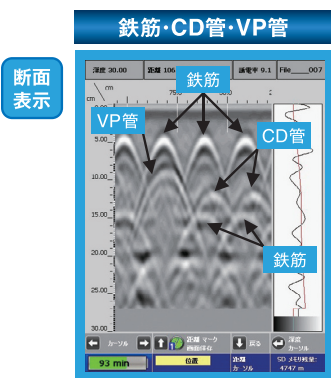 鉄筋・CD管・VP管
断面
表示
深度 30.00 距離 106 誘電率 9.1 File___007
cm
cm
鉄筋
VP管
CD管
5.00
10.00
15.00
鉄筋
20.00
25.00
30.00
カーソル 距離 マーク 戻る 深度
画面保存 カーソル
93 min 位置 距離 SD メモリ残量:
カーソル 4747 m